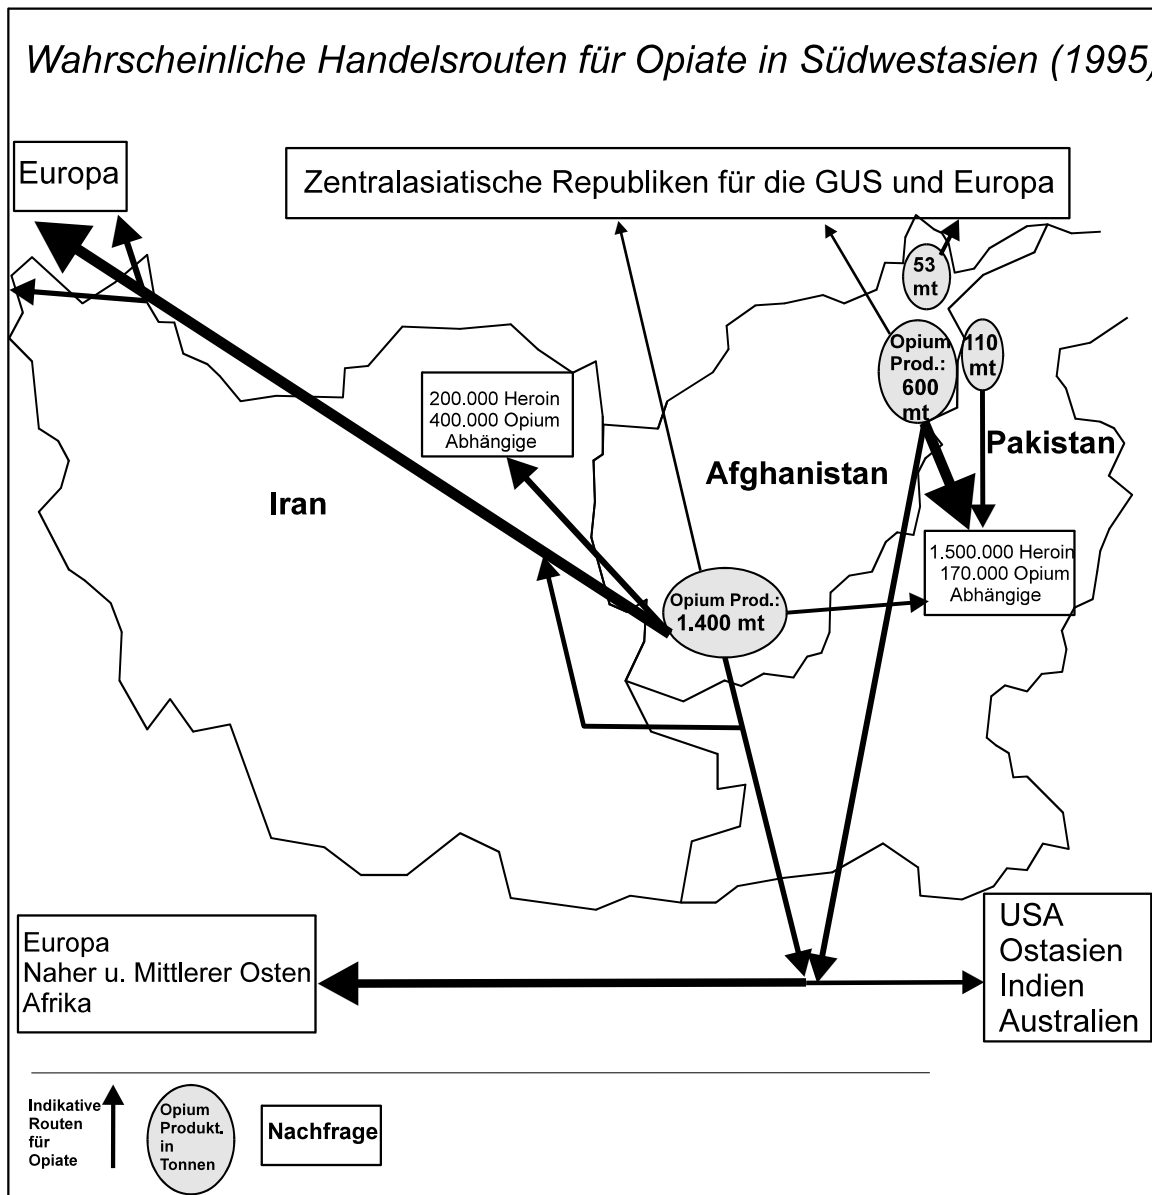 Wahrscheinliche Handelsrouten für Opiate in Südwestasien (1995)
Europa
Zentralasiatische Republiken für die GUS und Europa
53
mt
Opium
Prod.:
600
mt
110
mt
200.000 Heroin
400.000 Opium
Abhängige
Pakistan
Afghanistan
Iran
1.500.000 Heroin
170.000 Opium
Abhängige
Opium Prod.:
1.400 mt
Europa
Naher u. Mittlerer Osten
Afrika
USA
Ostasien
Indien
Australien
Indikative
Routen
für
Opiate
Opium
Produkt.
in
Tonnen
Nachfrage